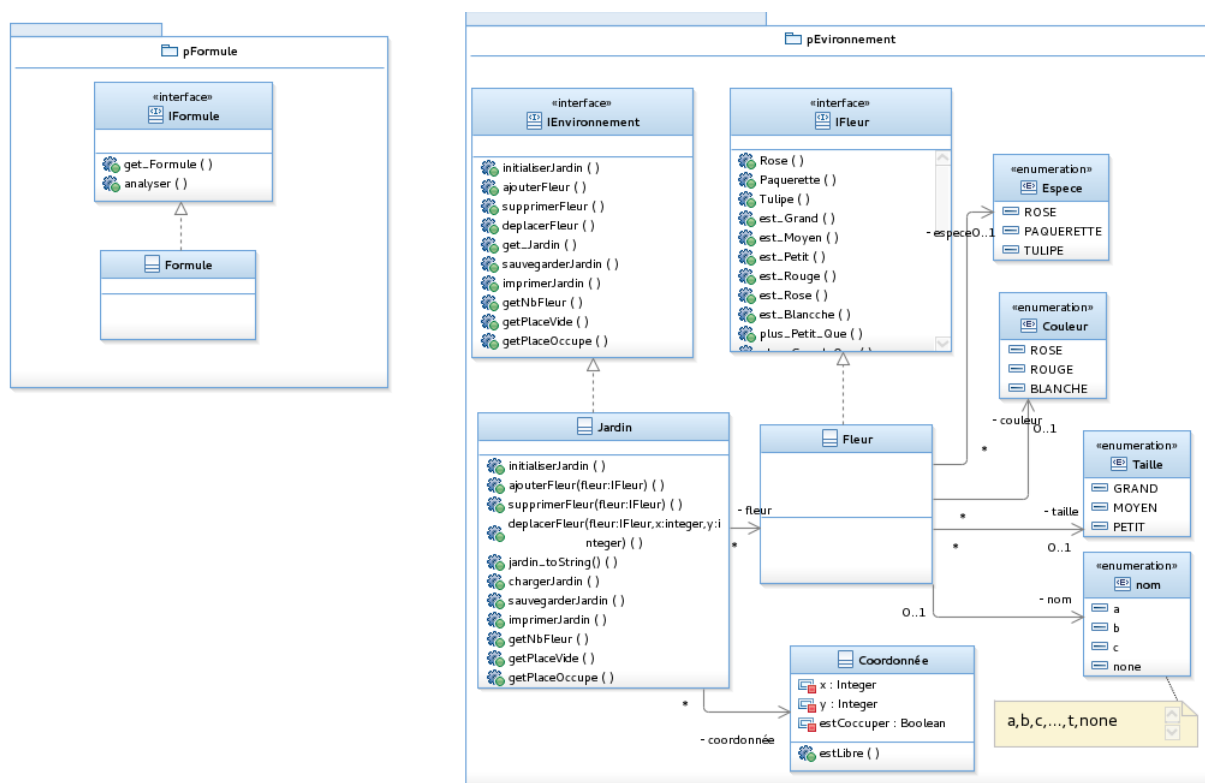 pFormule
«interface»
IFormule
get_Formule ( )
analyser ( )
Formule
pEvironnement
«interface»
IEnvironnement
initialiserJardin ( )
ajouterFleur ( )
supprimerFleur ( )
deplacerFleur ( )
get_Jardin ( )
sauvegarderJardin ( )
imprimerJardin ( )
getNbFleur ( )
getPlaceVide ( )
getPlaceOccupe ( )
«interface»
IFleur
Rose ( )
Paquerette ( )
Tulipe ( )
est_Grand ( )
est_Moyen ( )
est_Petit ( )
est_Rouge ( )
est_Rose ( )
est_Blancche ( )
plus_Petit_Que ( )
«enumeration»
Espece
ROSE
PAQUERETTE
TULIPE
- espece
0..1
*
«enumeration»
Couleur
ROSE
ROUGE
BLANCHE
- couleur
0..1
*
«enumeration»
Taille
GRAND
MOYEN
PETIT
- taille
0..1
*
«enumeration»
nom
a
b
c
none
- nom
0..1
a,b,c,...,t,none
Jardin
initialiserJardin ( )
ajouterFleur(fleur:IFleur) ( )
supprimerFleur(fleur:IFleur) ( )
deplacerFleur(fleur:IFleur,x:integer,y:i
nteger) ( )
jardin_toString() ( )
chargerJardin ( )
sauvegarderJardin ( )
imprimerJardin ( )
getNbFleur ( )
getPlaceVide ( )
getPlaceOccupe ( )
- fleur
*
Fleur
*
- coordonnée
Coordonnée
x : Integer
y : Integer
estCoccuper : Boolean
estLibre ( )